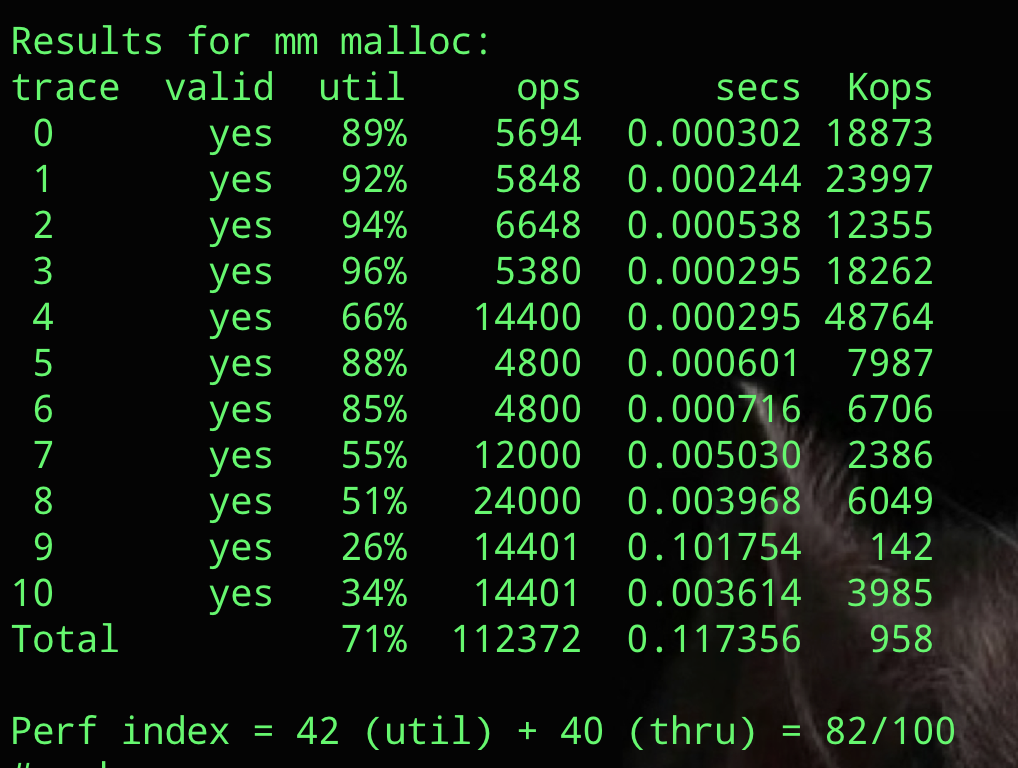 Results for mm malloc:
trace  valid  util     ops      secs  Kops
 0       yes   89%    5694  0.000302 18873
 1       yes   92%    5848  0.000244 23997
 2       yes   94%    6648  0.000538 12355
 3       yes   96%    5380  0.000295 18262
 4       yes   66%   14400  0.000295 48764
 5       yes   88%    4800  0.000601  7987
 6       yes   85%    4800  0.000716  6706
 7       yes   55%   12000  0.005030  2386
 8       yes   51%   24000  0.003968  6049
 9       yes   26%   14401  0.101754   142
10       yes   34%   14401  0.003614  3985
Total          71%  112372  0.117356   958
Perf index = 42 (util) + 40 (thru) = 82/100